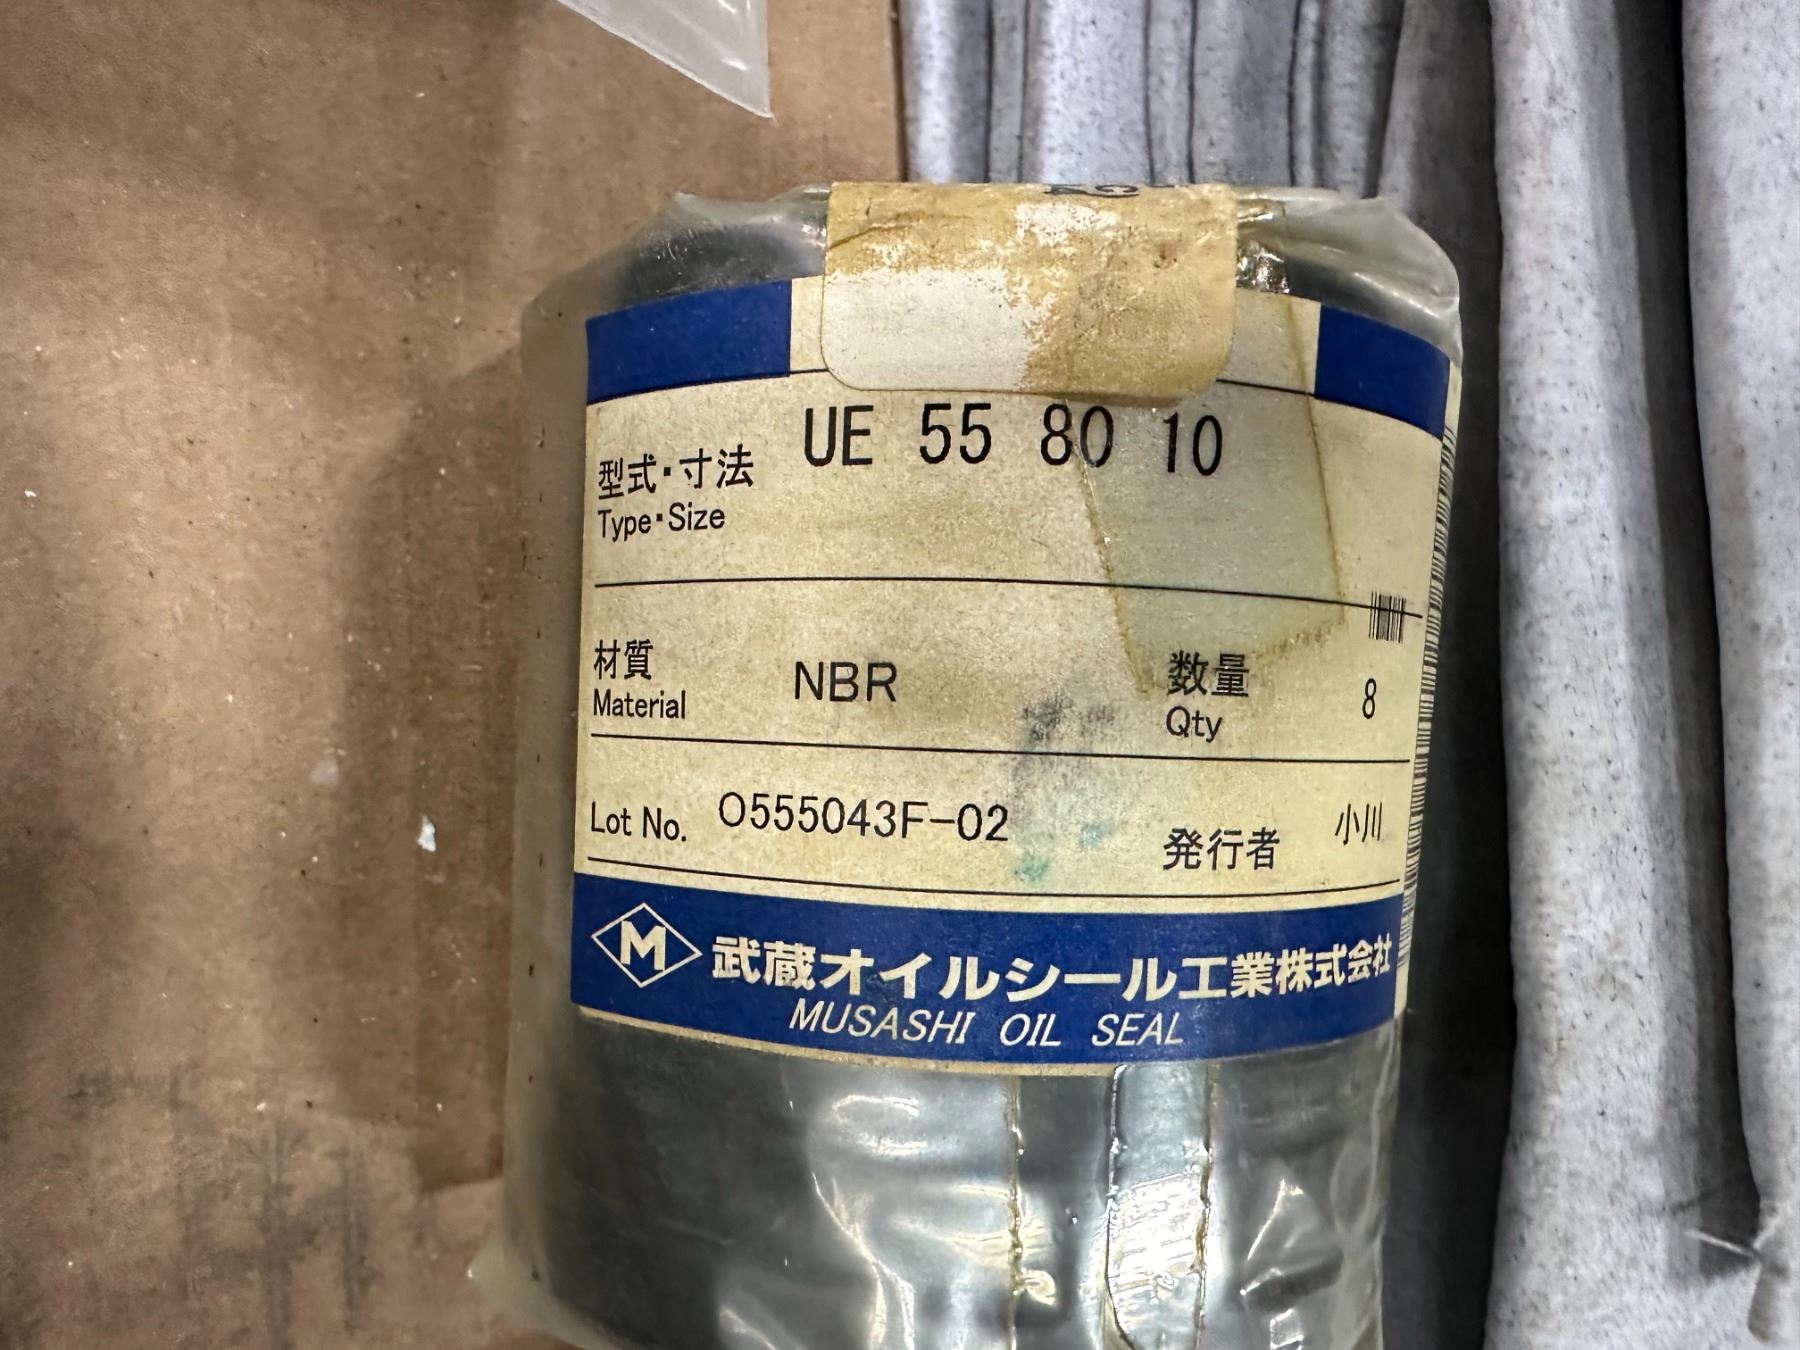 型式・寸法 UE 55 80 10
Type・Size
材質 NBR 数量 8
Material Qty
Lot No. O555043F-02 発行者 小川
M 武蔵オイルシール工業株式会社
MUSASHI OIL SEAL